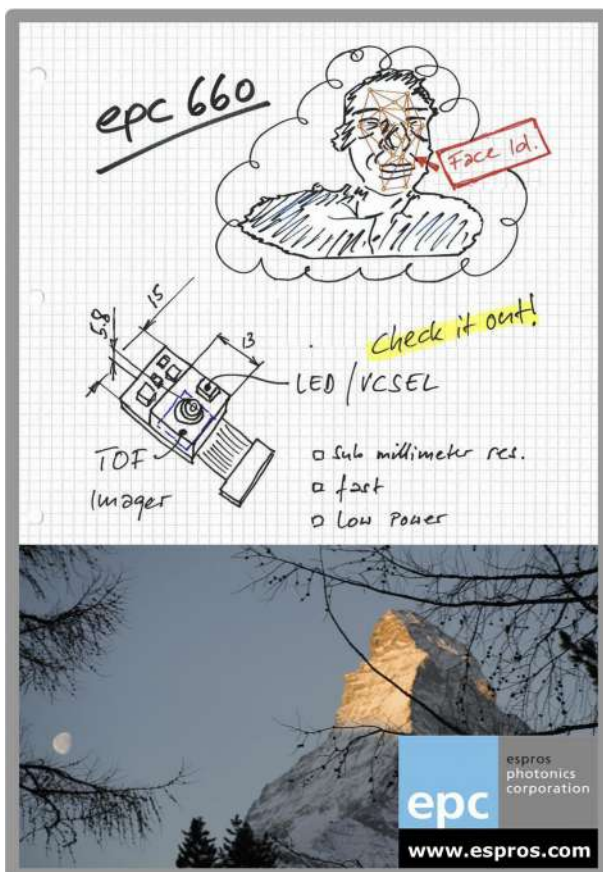 epc 660
Face Id.
check it out!
15
5.8
13
LED/VCSEL
TOF
Imager
□ sub millimeter res.
□ fast
□ Low Power
epc
espros
photonics
corporation
www.espros.com